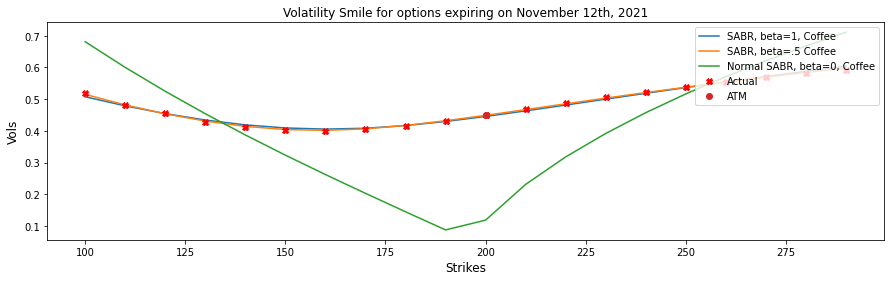 Volatility Smile for options expiring on November 12th, 2021
Vols
0.7
0.6
0.5
0.4
0.3
0.2
0.1
SABR, beta=1, Coffee
SABR, beta=.5 Coffee
Normal SABR, beta=0, Coffee
Actual
ATM
100
125
150
175
200
225
250
275
Strikes